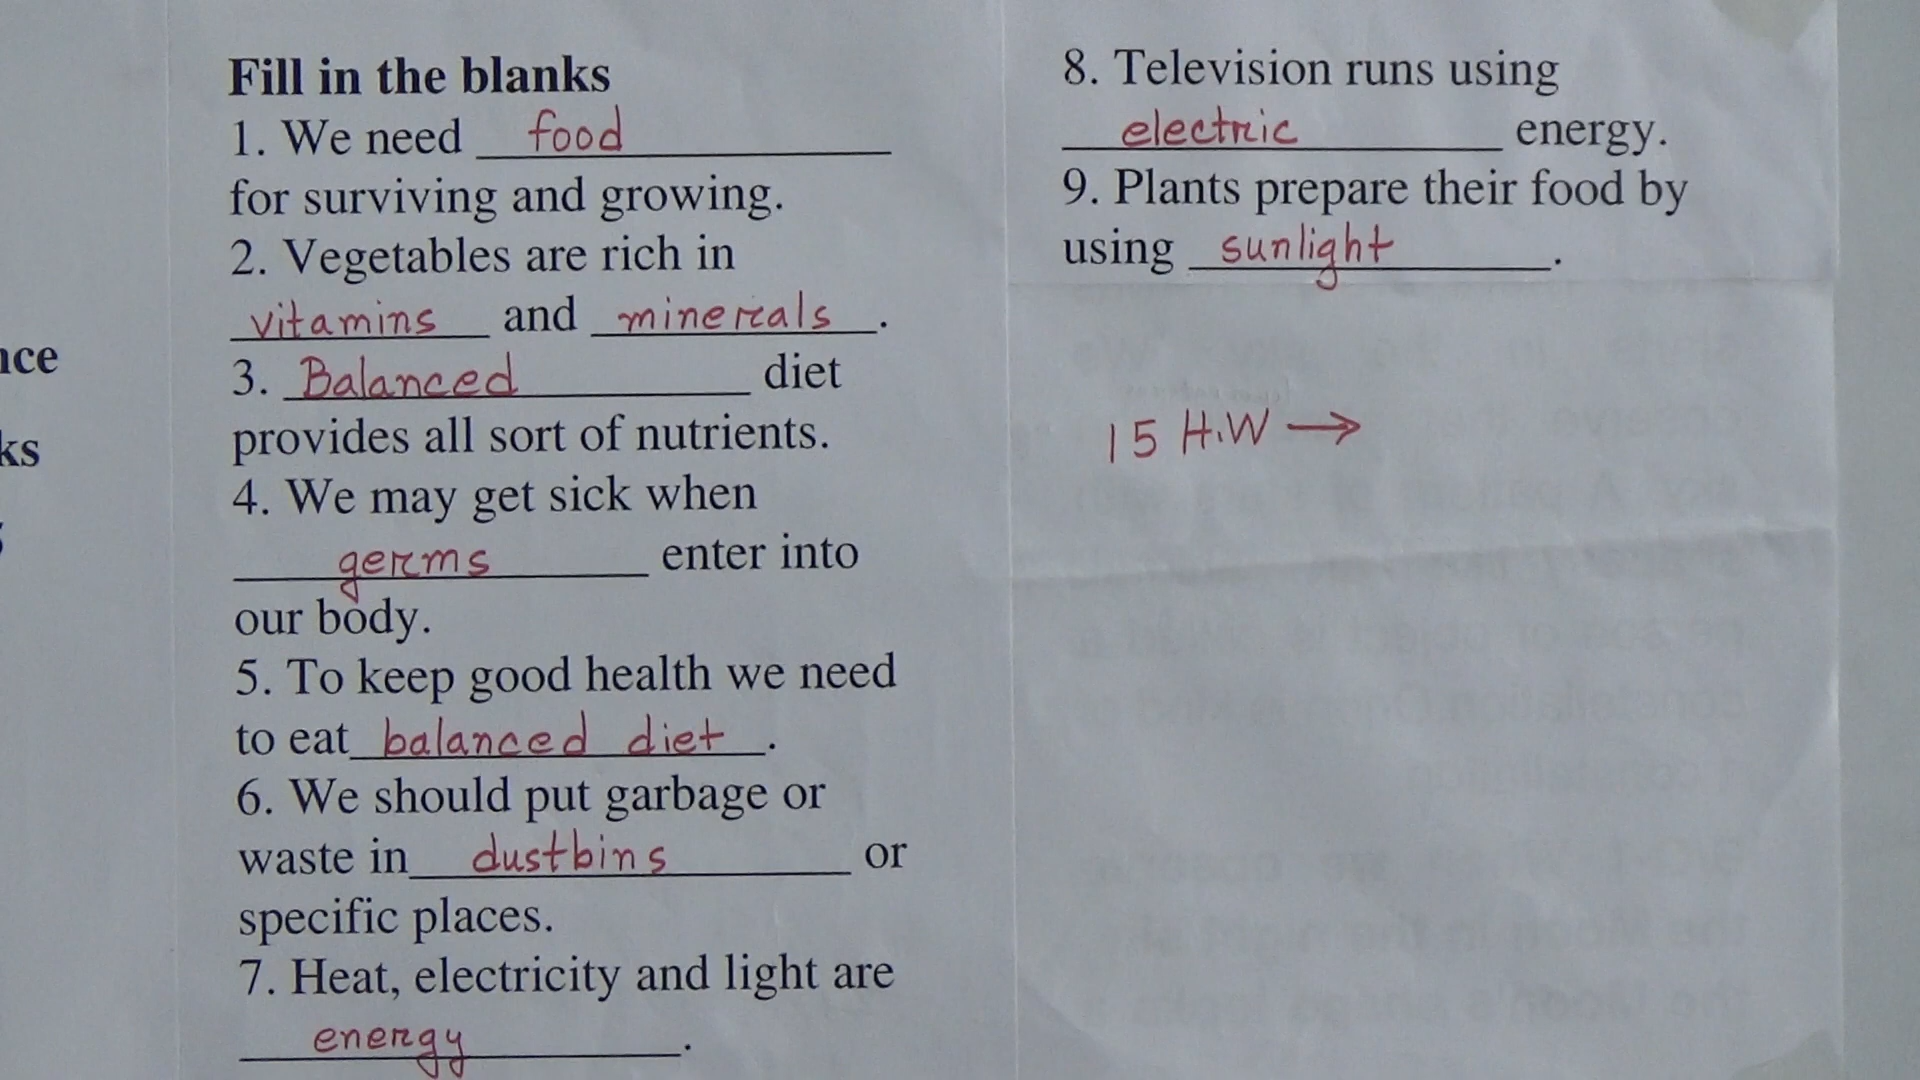 Fill in the blanks
1. We need food
for surviving and growing.
2. Vegetables are rich in
vitamins and minerals.
3. Balanced diet
provides all sort of nutrients.
4. We may get sick when
germs enter into
our body.
5. To keep good health we need
to eat balanced diet.
6. We should put garbage or
waste in dustbins or
specific places.
7. Heat, electricity and light are
energy.
8. Television runs using
electric energy.
9. Plants prepare their food by
using sunlight.
15 H.W →